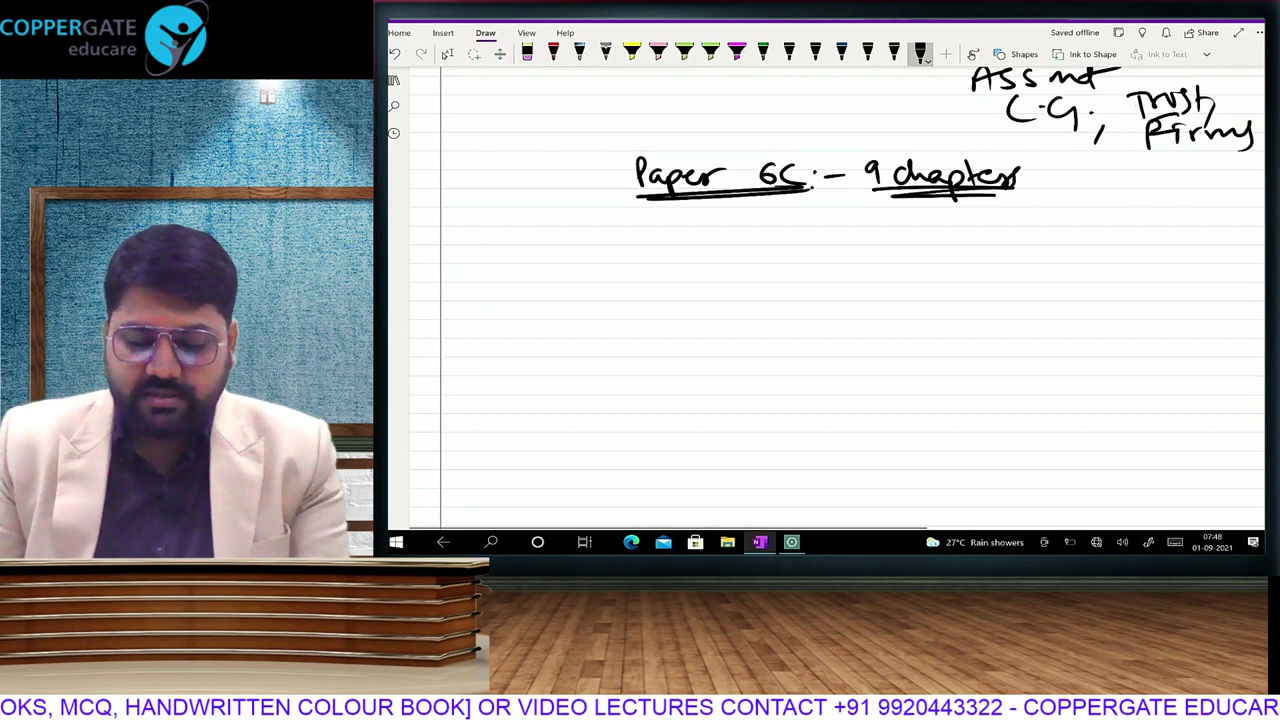 COPPERGATE
educare
Home Insert Draw View Help
Saved offline
Share
Shapes
Ink to Shape
Ink to Text
C.G., Trust,
Firms
Paper 6C:- 9 chapters
27°C Rain showers
07:48
01-09-2021
OKS, MCQ, HANDWRITTEN COLOUR BOOK] OR VIDEO LECTURES CONTACT +91 9920443322 - COPPERGATE EDUCAR